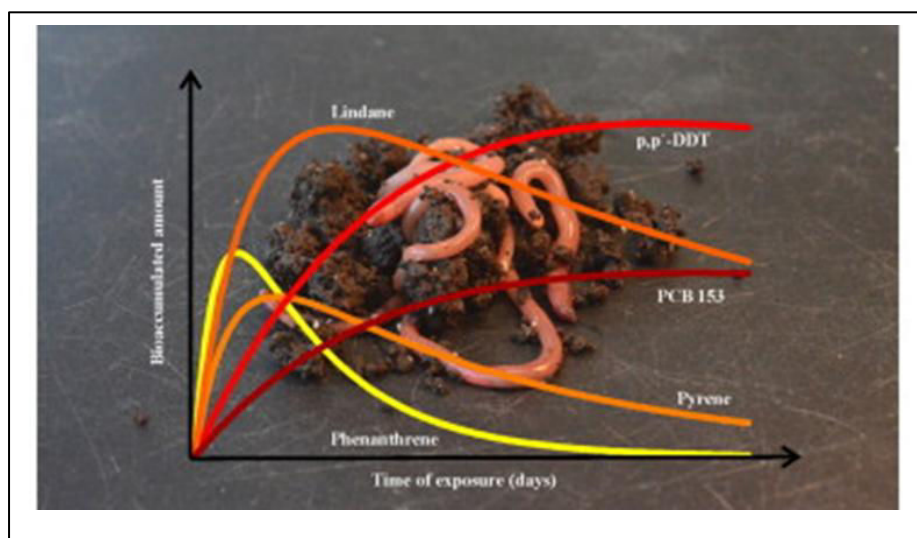 Lindane
p,p´-DDT
Bioaccumulated amount
PCB 153
Pyrene
Phenanthrene
Time of exposure (days)